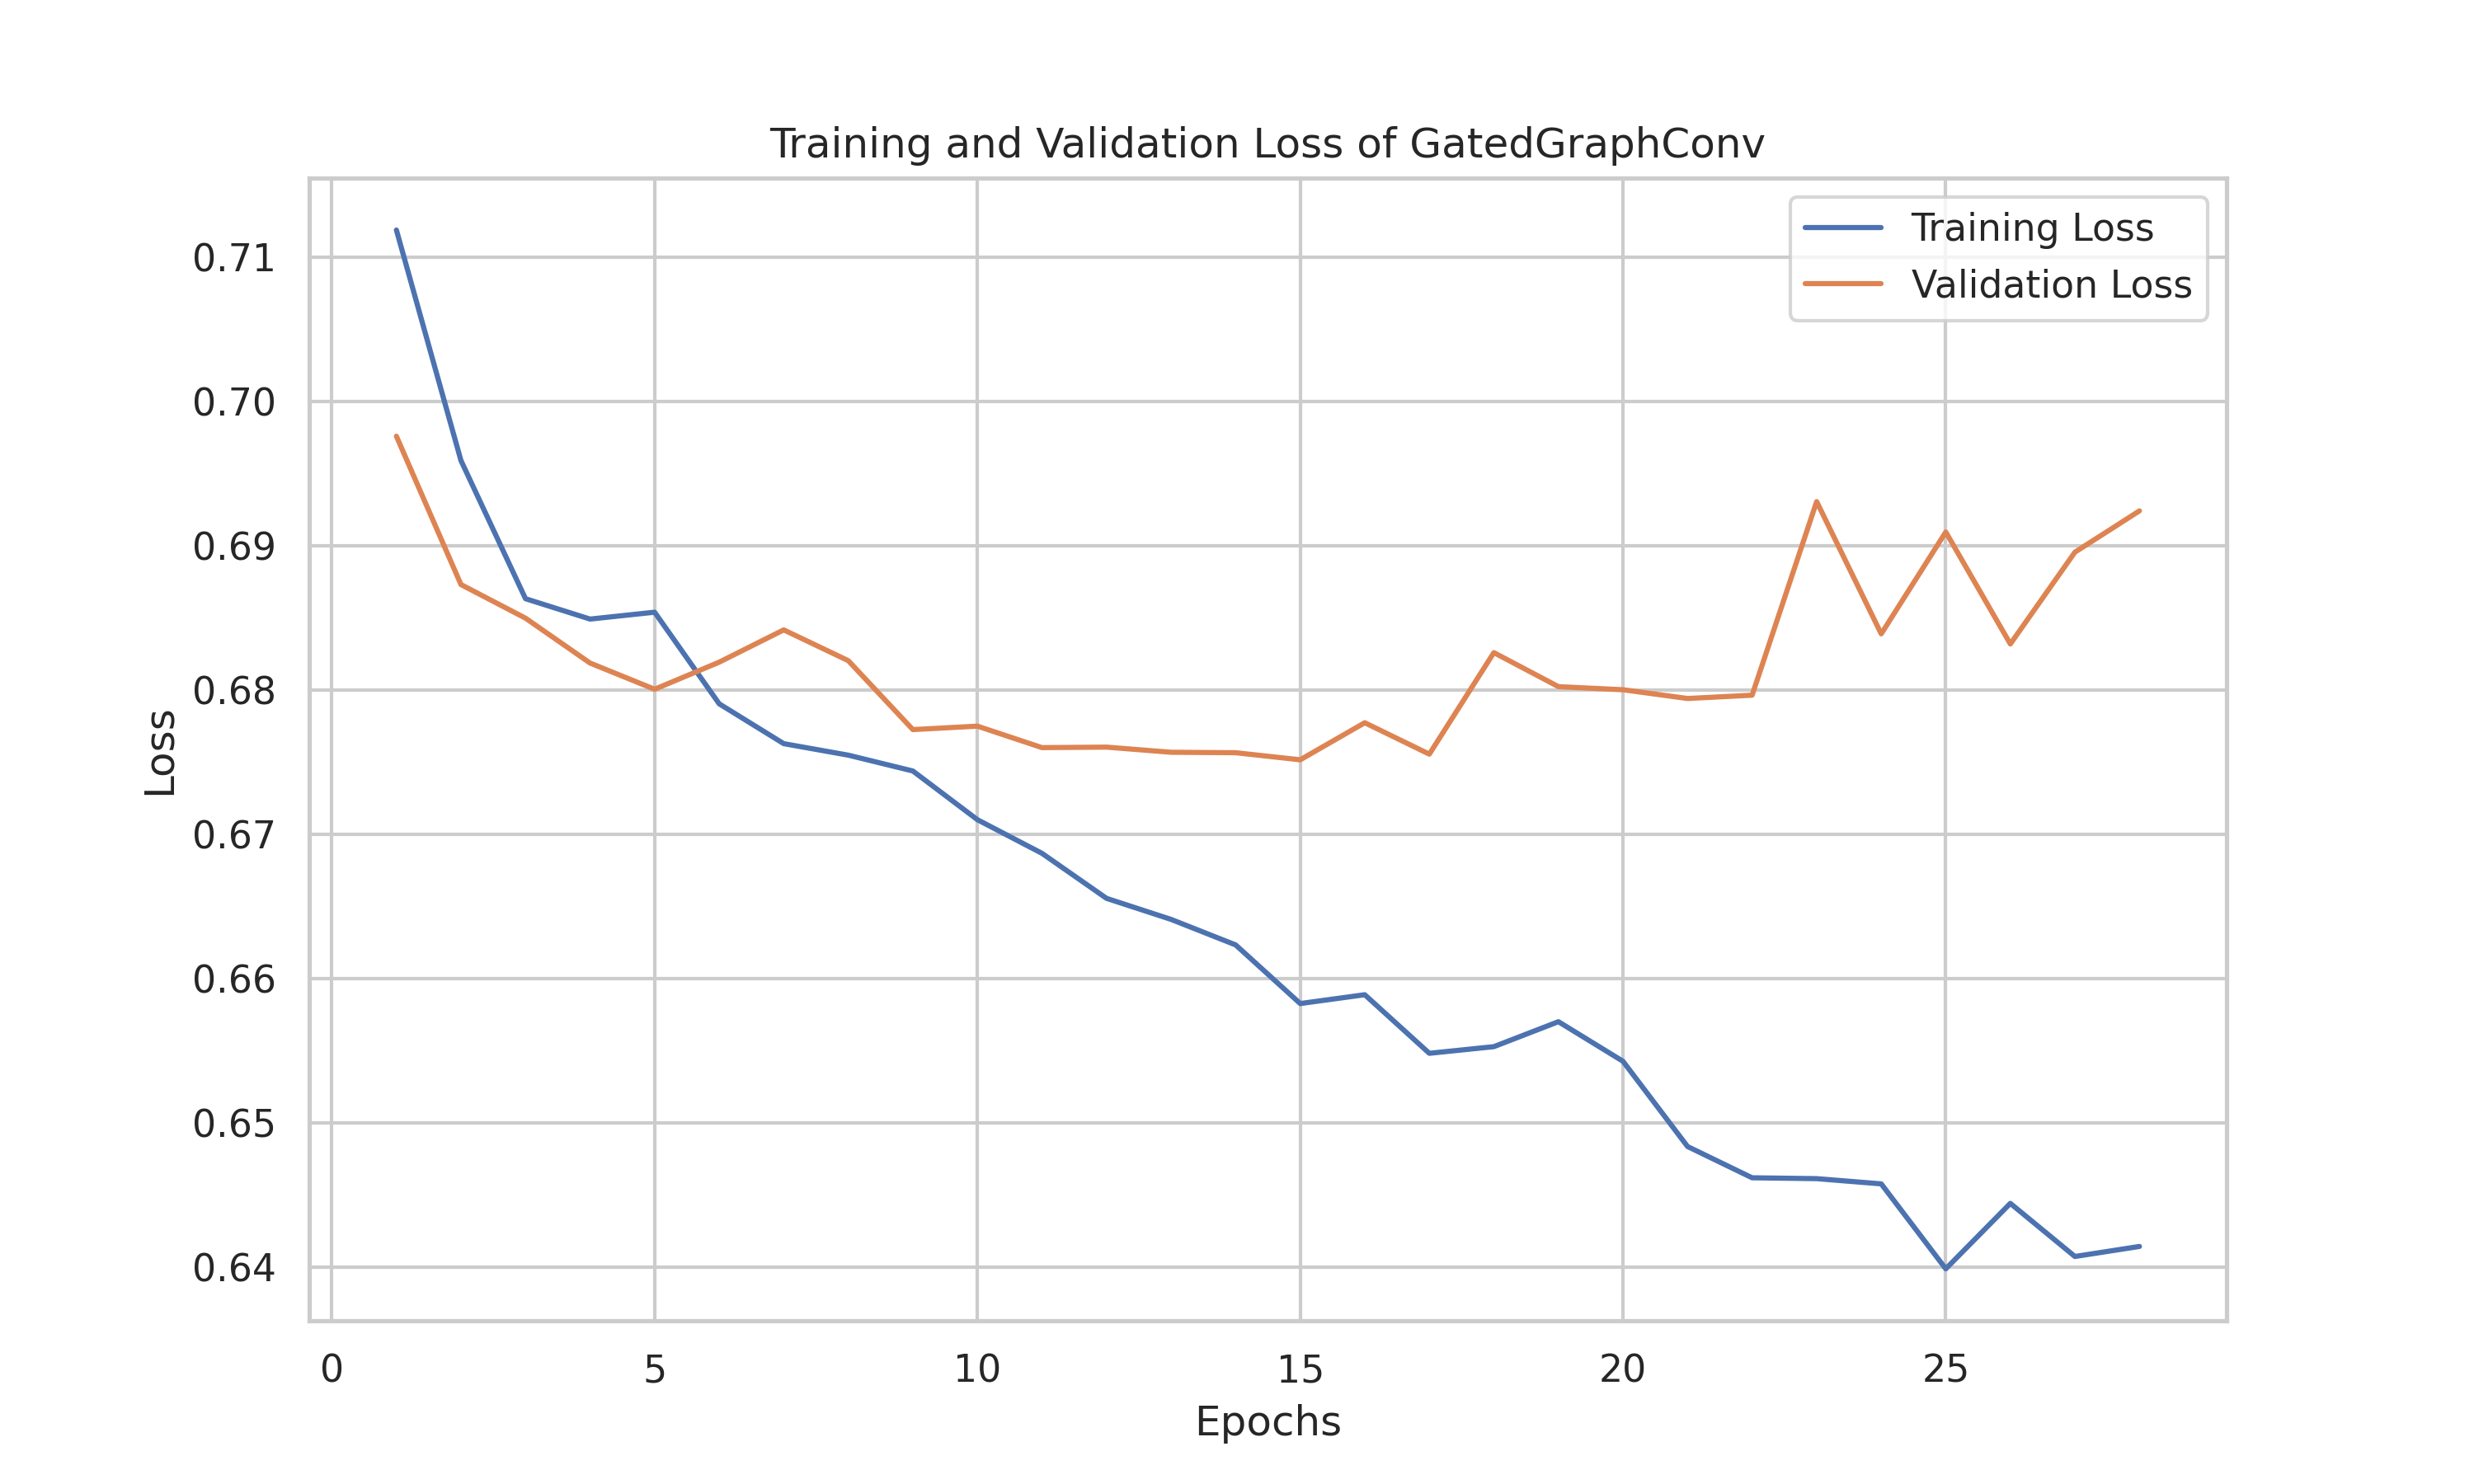 Training and Validation Loss of GatedGraphConv
Training Loss
Validation Loss
0.71
0.70
0.69
0.68
0.67
0.66
0.65
0.64
Loss
0 5 10 15 20 25
Epochs